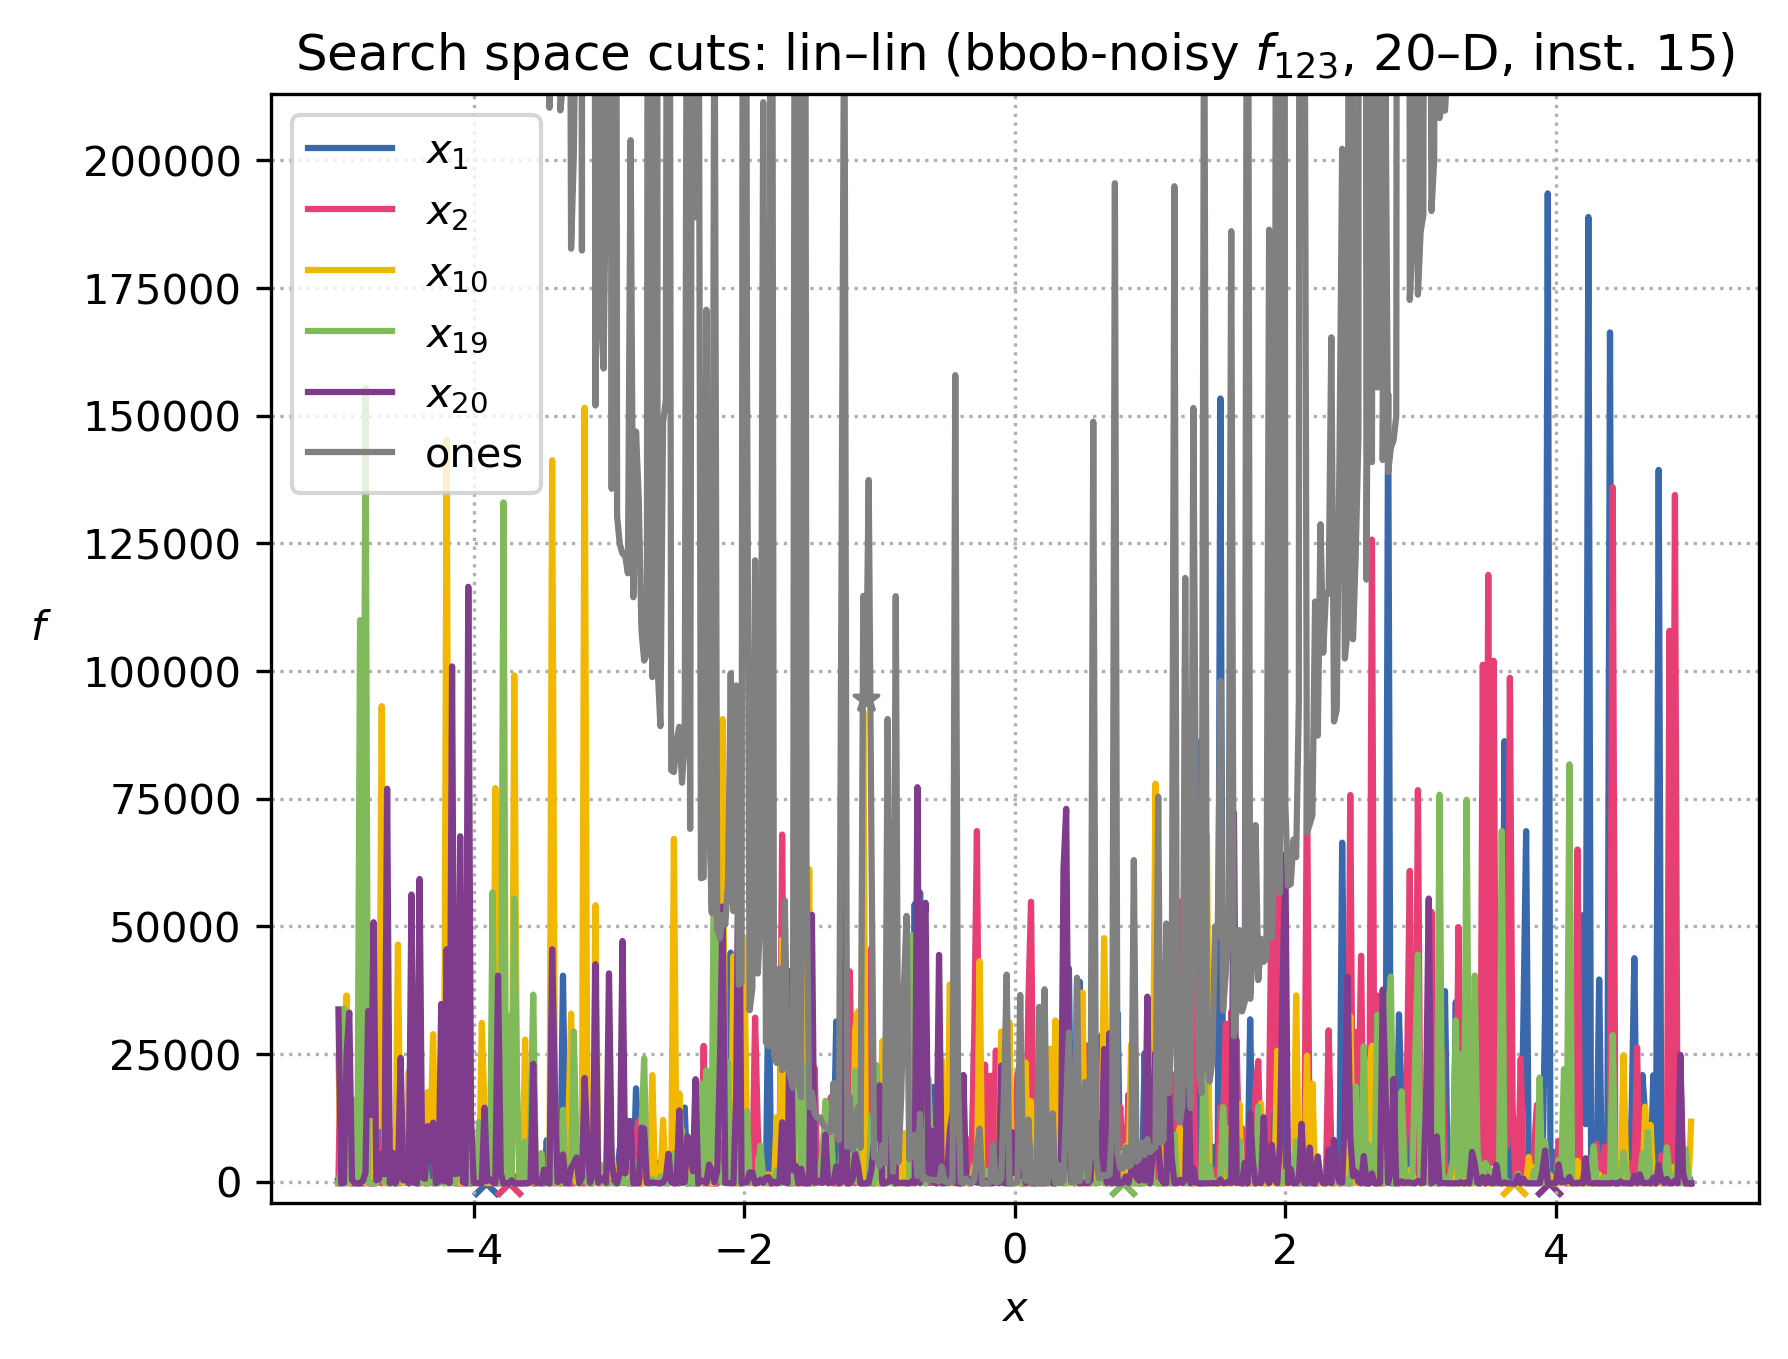 Search space cuts: lin–lin (bbob-noisy f₁₂₃, 20–D, inst. 15)
200000
175000
150000
125000
100000
75000
50000
25000
0
f
x₁
x₂
x₁₀
x₁₉
x₂₀
ones
−4
−2
0
2
4
x